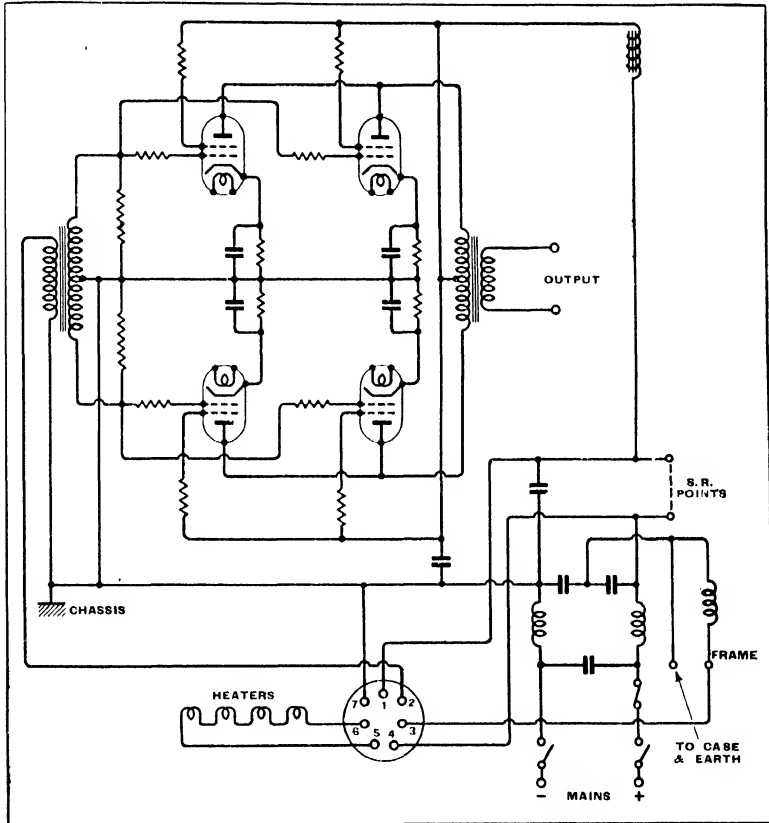 OUTPUT
S.R.
POINTS
CHASSIS
FRAME
HEATERS
7 1 2
6 3
5 4
TO CASE
& EARTH
- MAINS +